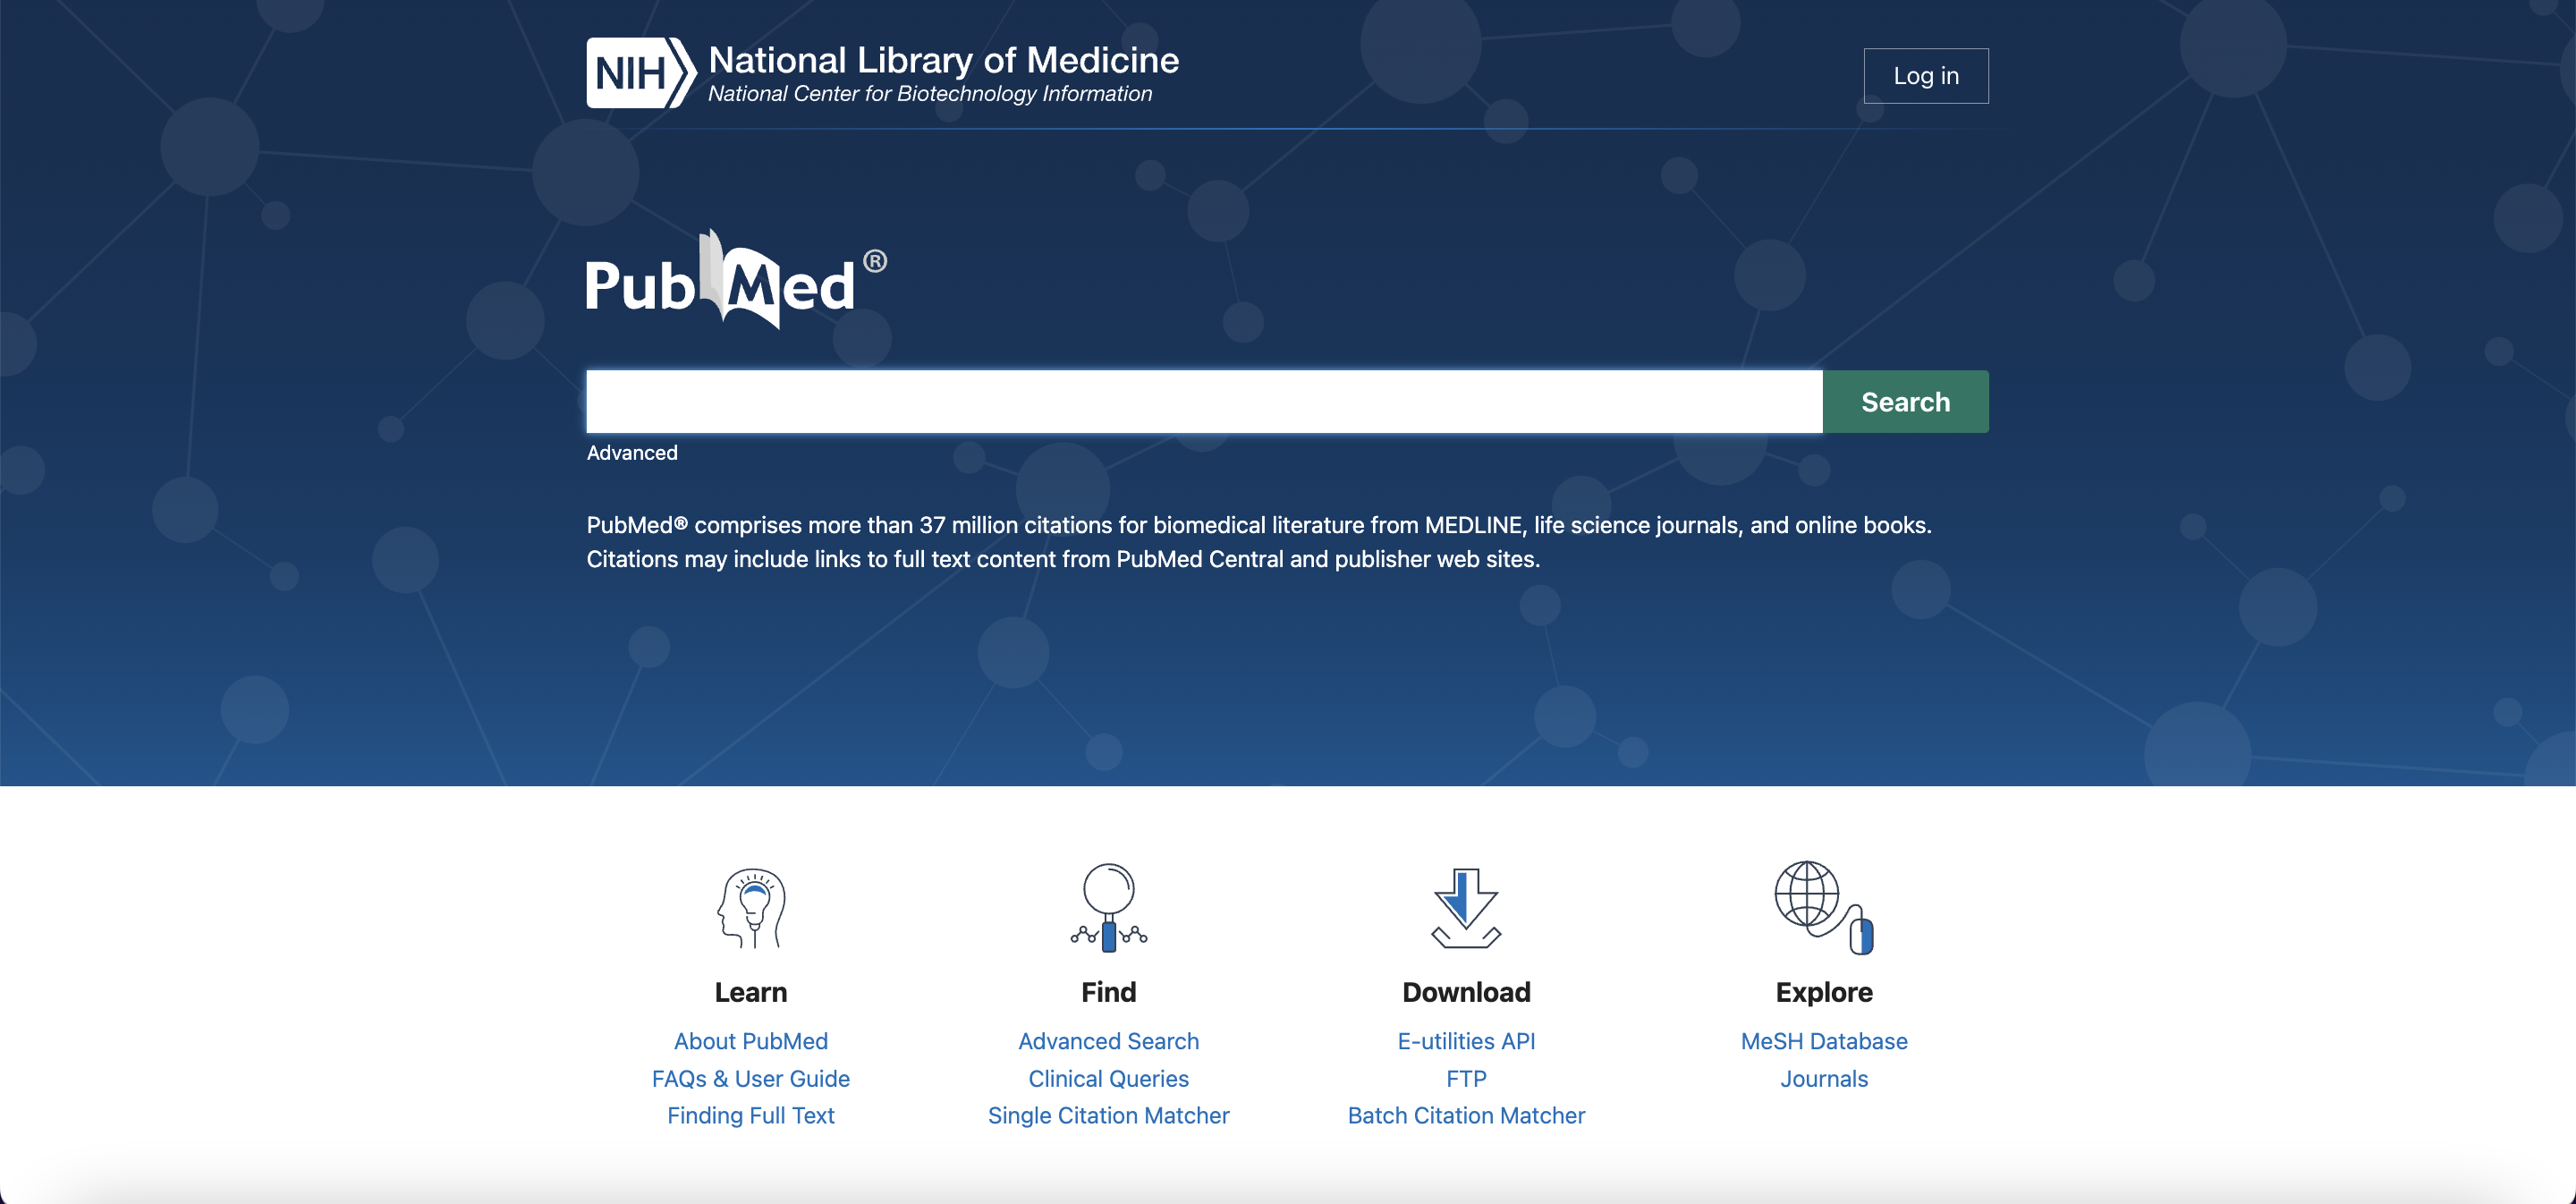 NIH National Library of Medicine
National Center for Biotechnology Information
Log in
PubMed®
Search
Advanced
PubMed® comprises more than 37 million citations for biomedical literature from MEDLINE, life science journals, and online books.
Citations may include links to full text content from PubMed Central and publisher web sites.
Learn
About PubMed
FAQs & User Guide
Finding Full Text
Find
Advanced Search
Clinical Queries
Single Citation Matcher
Download
E-utilities API
FTP
Batch Citation Matcher
Explore
MeSH Database
Journals